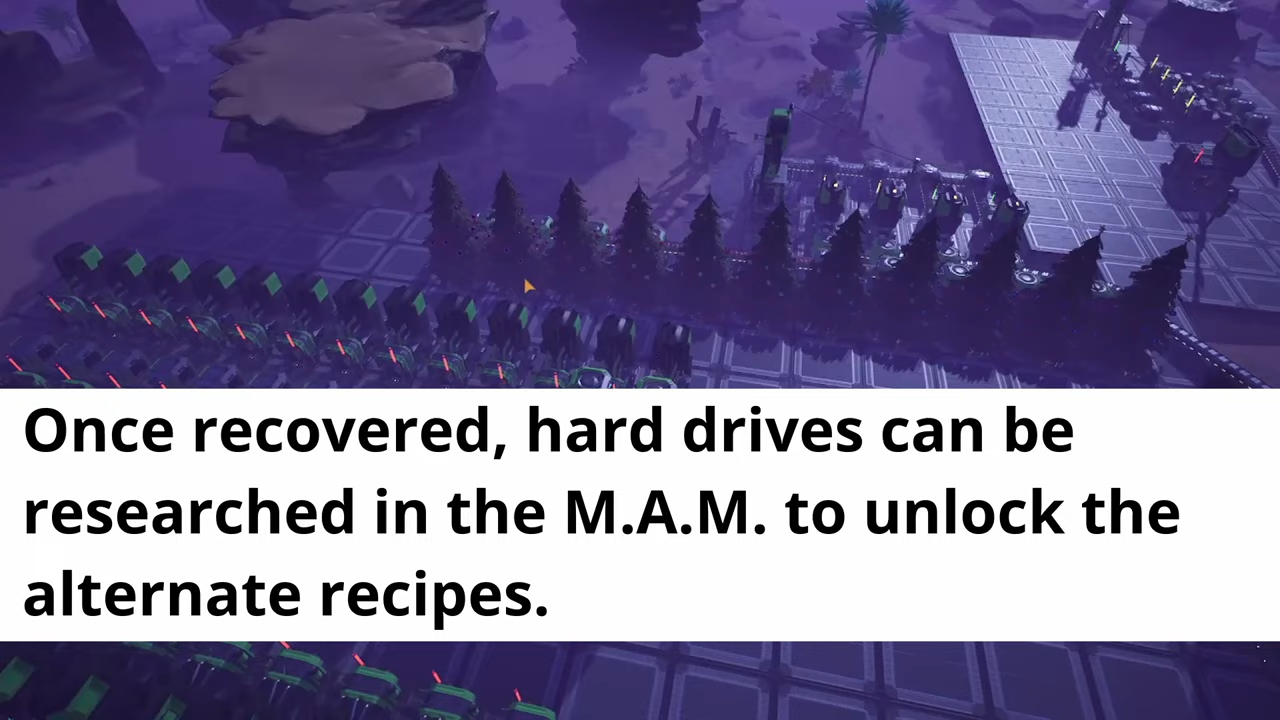 Once recovered, hard drives can be
researched in the M.A.M. to unlock the
alternate recipes.